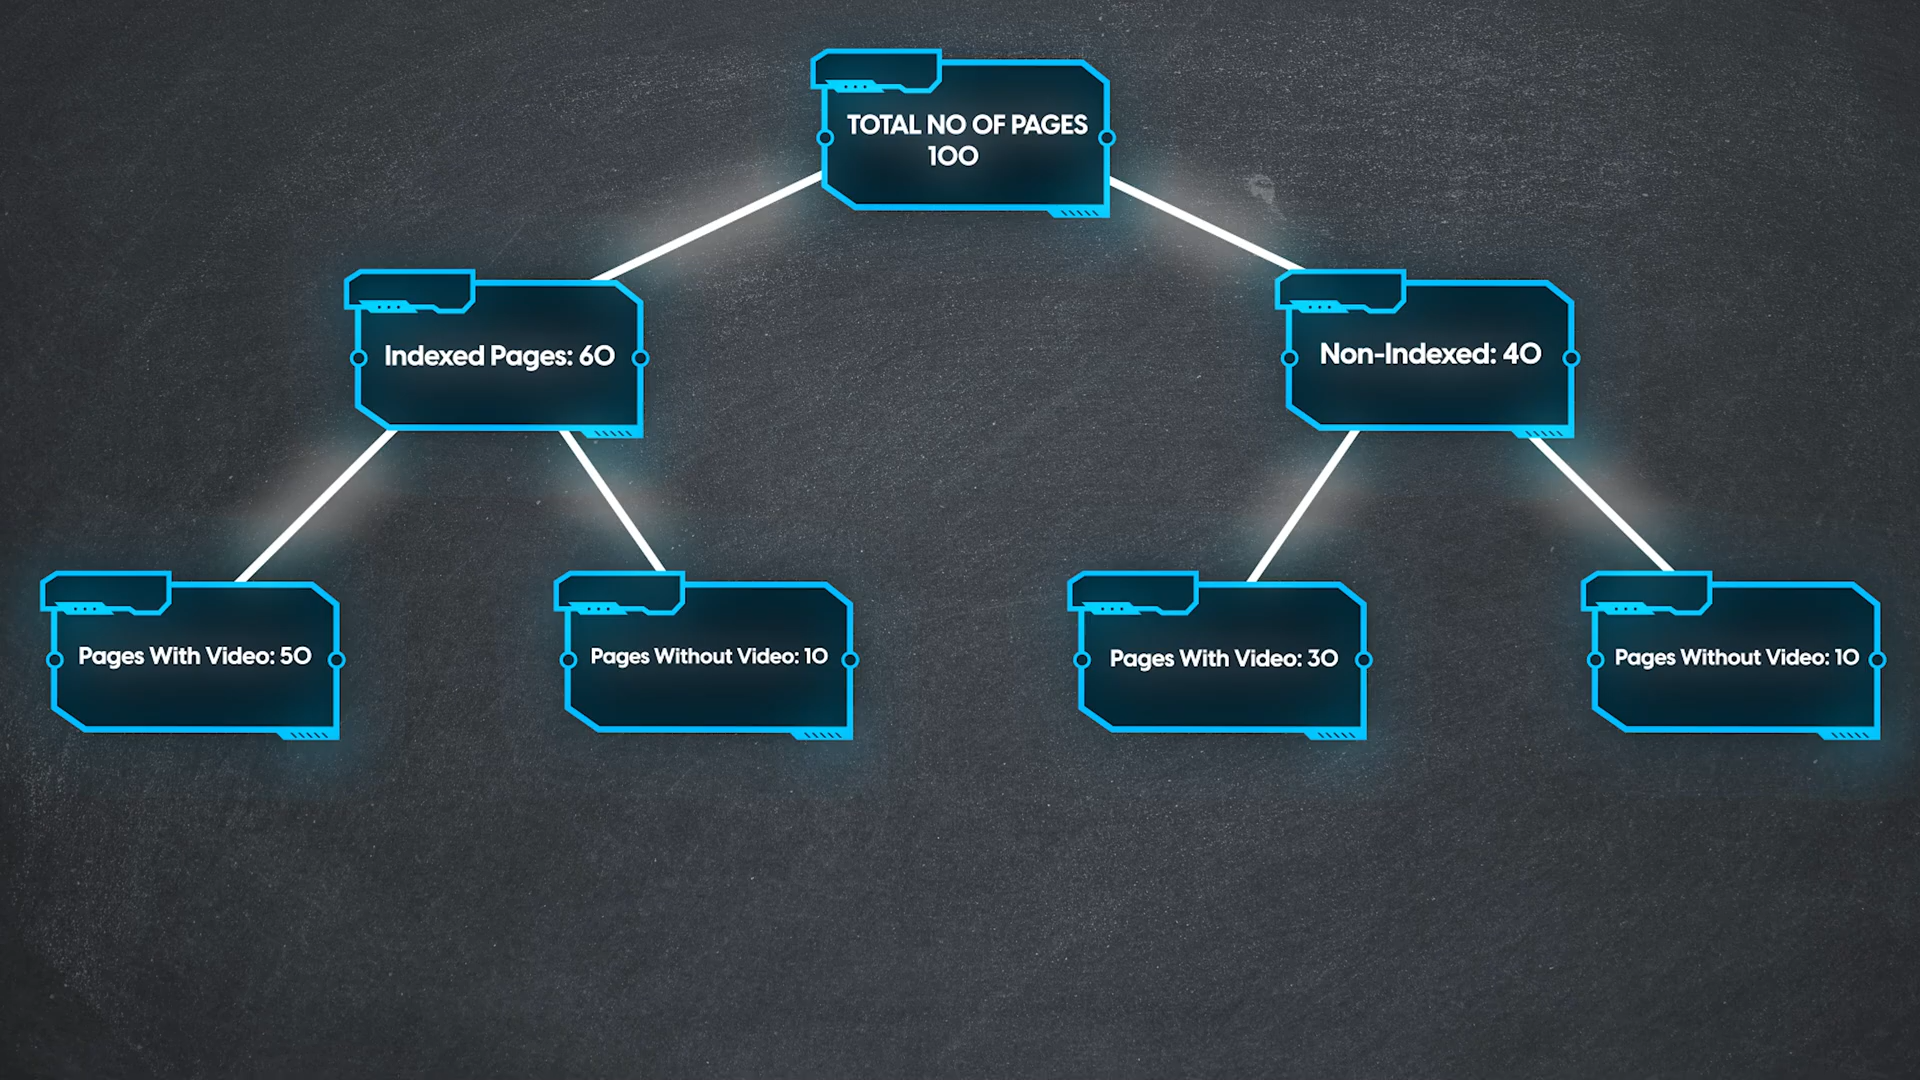 TOTAL NO OF PAGES
100
Indexed Pages: 60
Non-Indexed: 40
Pages With Video: 50
Pages Without Video: 10
Pages With Video: 30
Pages Without Video: 10